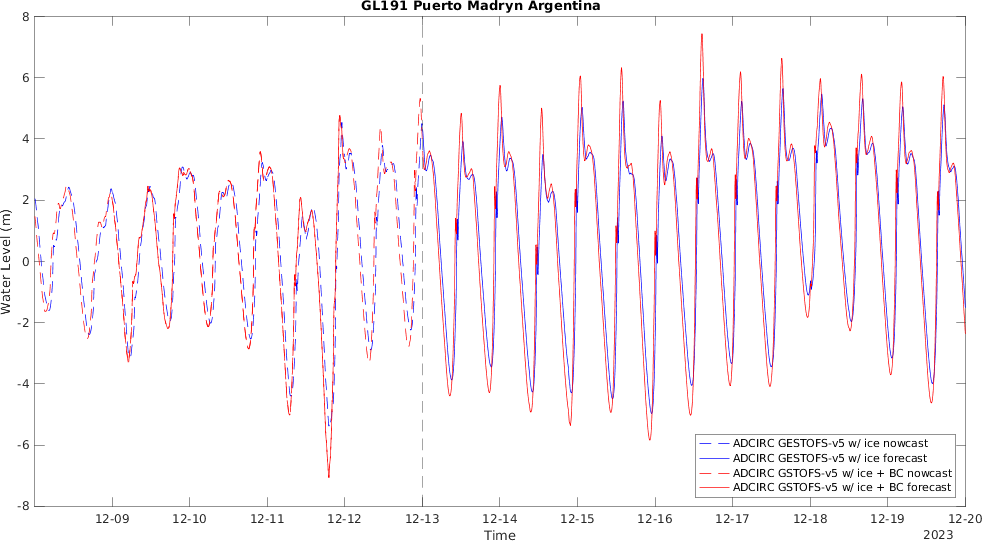 GL191 Puerto Madryn Argentina
8
6
4
2
0
-2
-4
-6
-8
Water Level (m)
ADCIRC GESTOFS-v5 w/ ice nowcast
ADCIRC GESTOFS-v5 w/ ice forecast
ADCIRC GSTOFS-v5 w/ ice + BC nowcast
ADCIRC GSTOFS-v5 w/ ice + BC forecast
12-09 12-10 12-11 12-12 12-13 12-14 12-15 12-16 12-17 12-18 12-19 12-20
Time
2023